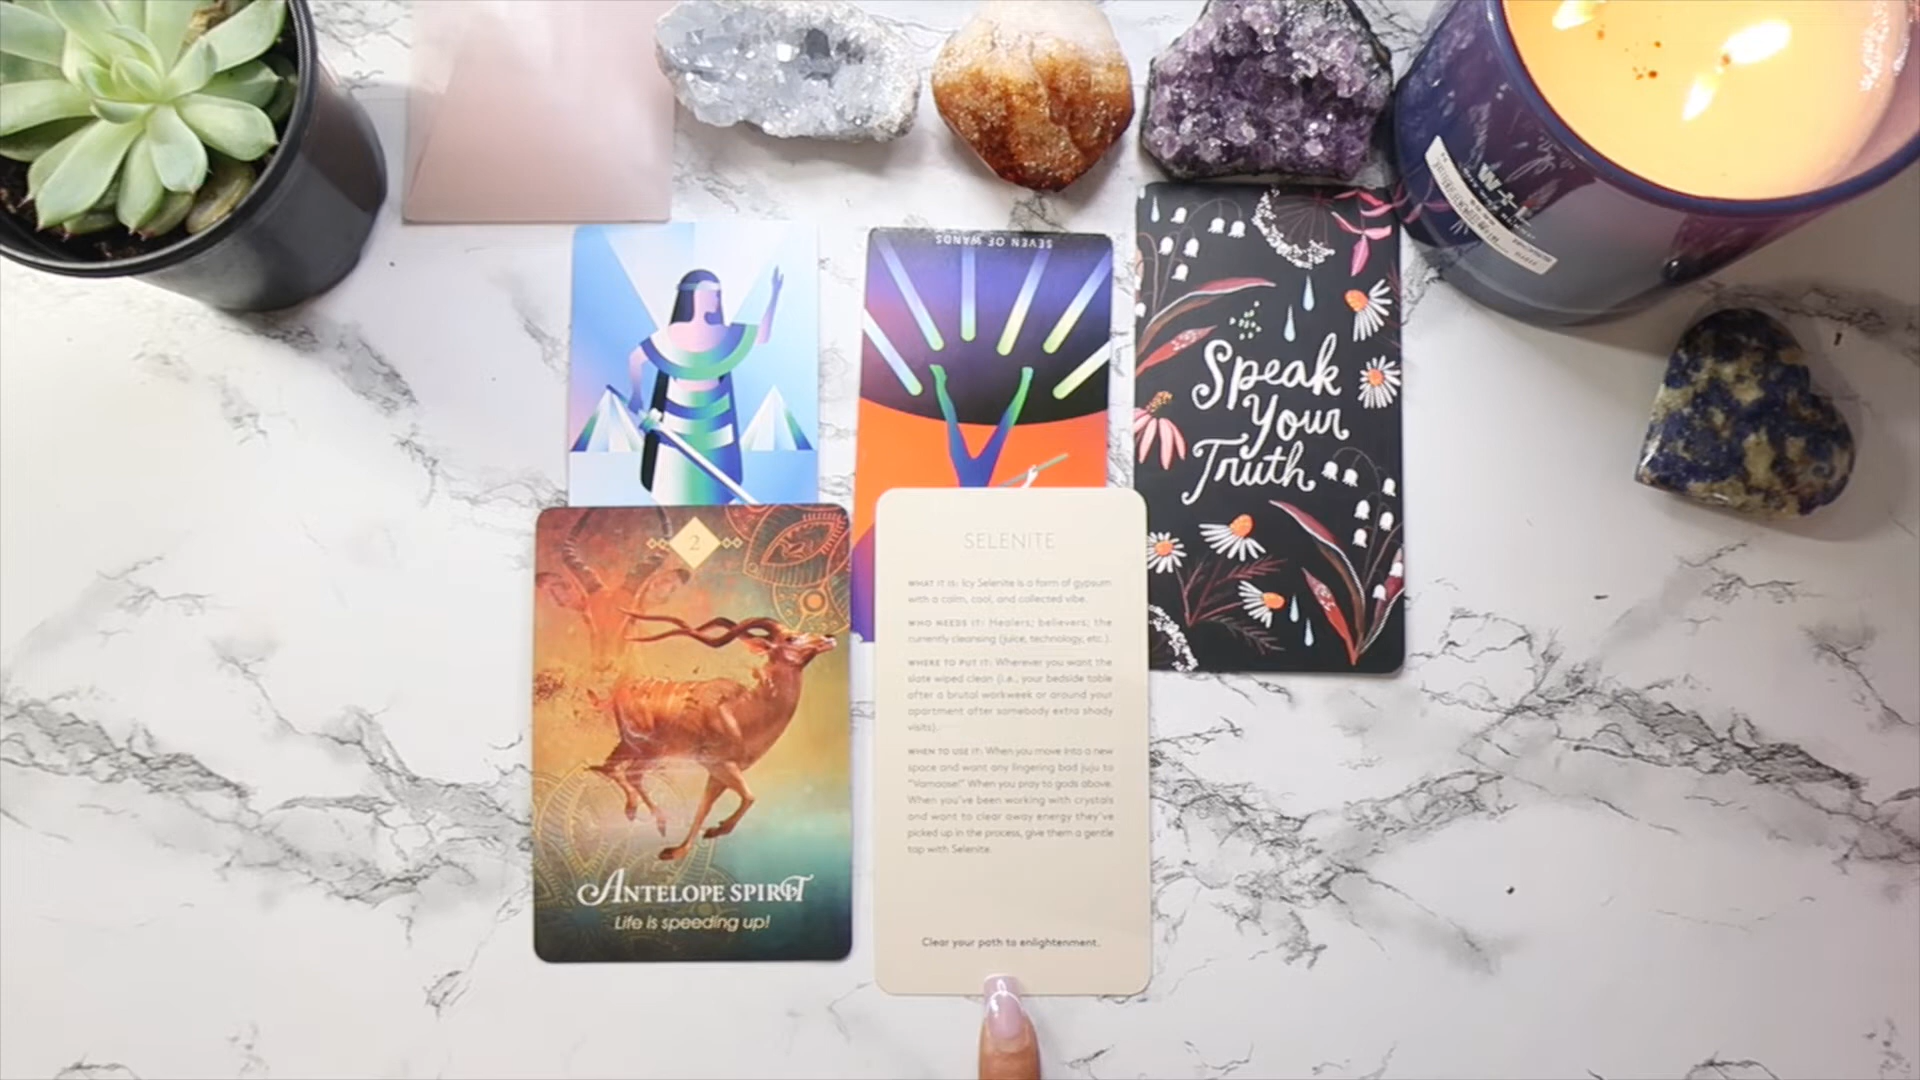 SEVEN OF WANDS
Speak
Your
Truth
2
ANTELOPE SPIRIT
Life is speeding up!
SELENITE
WHAT IT IS: Icy Selenite is a form of gypsum
with a calm, cool, and collected vibe.
WHO NEEDS IT: Healers; believers; the
currently cleansing (juice, technology, etc.).
WHERE TO PUT IT: Wherever you want the
slate wiped clean (i.e., your bedside table
after a brutal workweek or around your
apartment after somebody extra shady
visits).
WHEN TO USE IT: When you move into a new
space and want any lingering bad juju to
"Vamoose!" When you pray to gods above.
When you've been working with crystals
and want to clear away energy they've
picked up in the process, give them a gentle
tap with Selenite.
Clear your path to enlightenment.